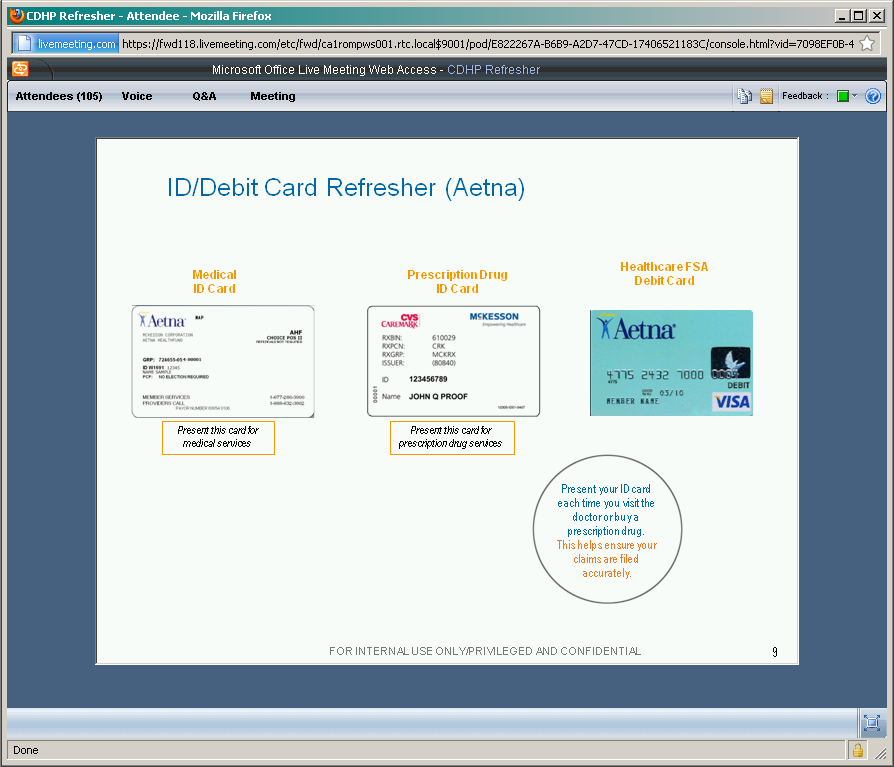 CDHP Refresher - Attendee - Mozilla Firefox
livemeeting.com https://fwd118.livemeeting.com/etc/fwd/ca1rompws001.rtc.local$9001/pod/E822267A-B6B9-A2D7-47CD-17406521183C/console.html?vid=7098EF0B-4
Microsoft Office Live Meeting Web Access - CDHP Refresher
Attendees (105) Voice Q&A Meeting Feedback :
ID/Debit Card Refresher (Aetna)
Medical
ID Card
Aetna MAP
MCKESSON CORPORATION
AETNA HEALTHFUND
AHF
CHOICE POS II
REFERRALS NOT REQUIRED
GRP: 724655-054-00001
ID W1691 12345
NAME SAMPLE
PCP: NO ELECTION REQUIRED
MEMBER SERVICES
PROVIDERS CALL
Present this card for
medical services
Prescription Drug
ID Card
CVS
CAREMARK
McKESSON
Empowering Healthcare
RXBIN: 610029
RXPCN: CRK
RXGRP: MCKRX
ISSUER: (80840)
ID 123456789
Name JOHN Q PROOF
00001
Present this card for
prescription drug services
Healthcare FSA
Debit Card
Aetna
4775 2432 7000
4775
DEBIT
03/10
MEMBER NAME
VISA
Present your ID card
each time you visit the
doctor or buy a
prescription drug.
This helps ensure your
claims are filed
accurately.
FOR INTERNAL USE ONLY/PRIVILEGED AND CONFIDENTIAL
9
Done